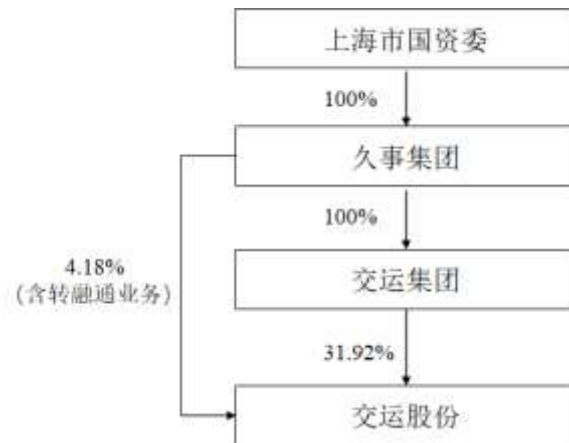 上海市国资委
100%
久事集团
100%
4.18%
（含转融通业务）
交运集团
31.92%
交运股份